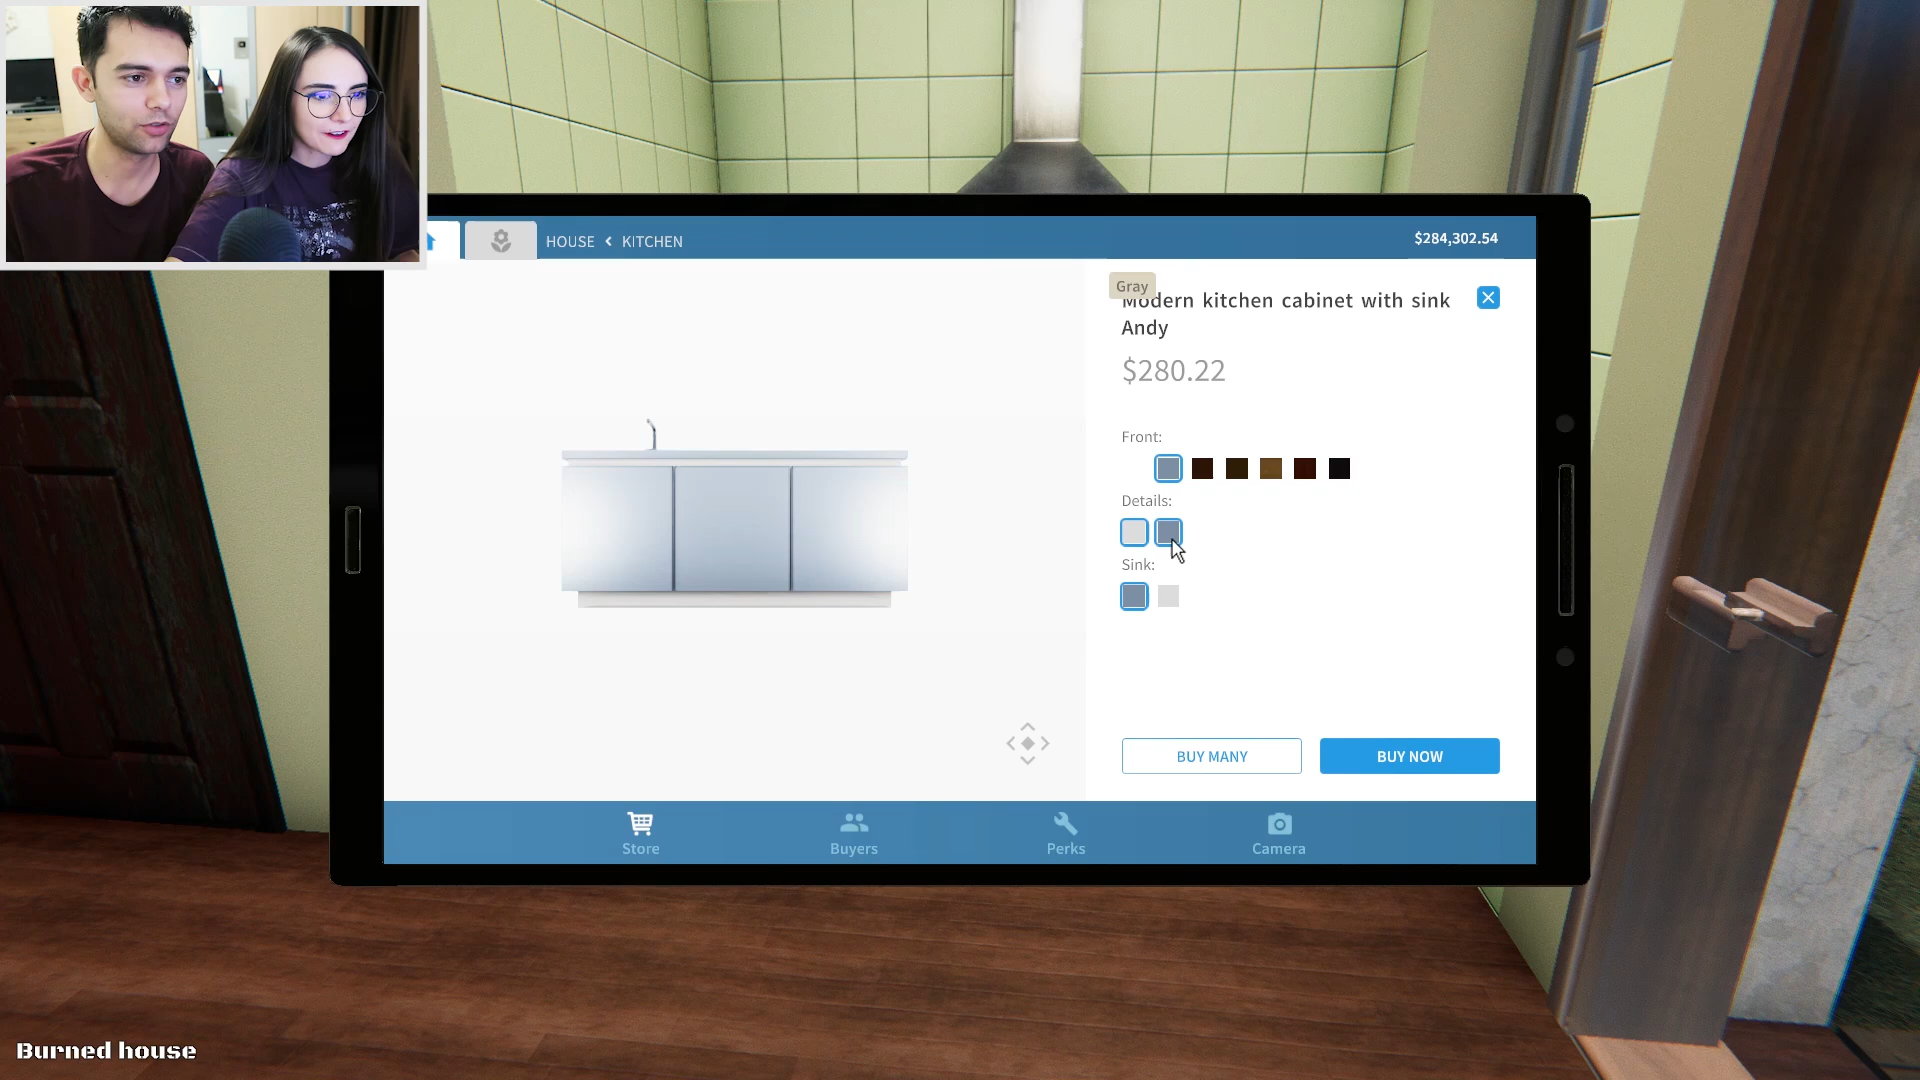 HOUSE < KITCHEN
$284,302.54
Gray
Modern kitchen cabinet with sink
Andy
$280.22
Front:
Details:
Sink:
BUY MANY
BUY NOW
Store
Buyers
Perks
Camera
Burned house